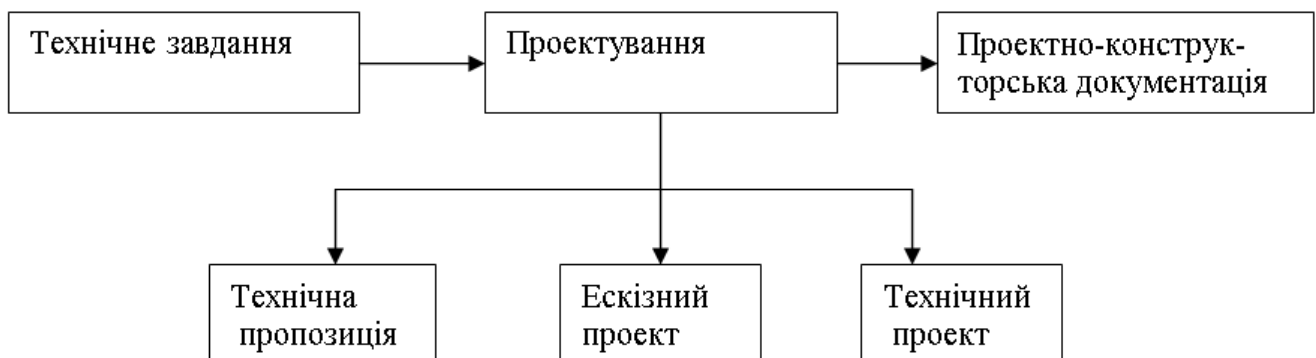 Технічне завдання
Проектування
Проектно-конструк-
торська документація
Технічна
пропозиція
Ескізний
проект
Технічний
проект